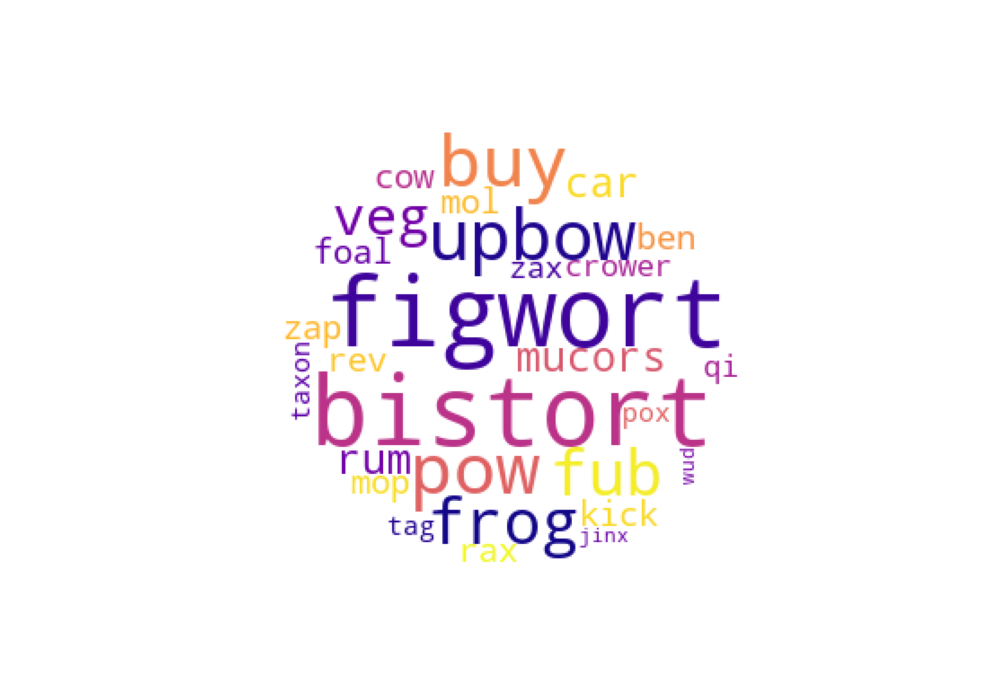 buy
cow
car
mol
veg
upbow
ben
foal
zax
crower
figwort
zap
mucors
rev
qi
taxon
bistort
pox
rum
pow
fub
wud
mop
frog
kick
tag
jinx
rax